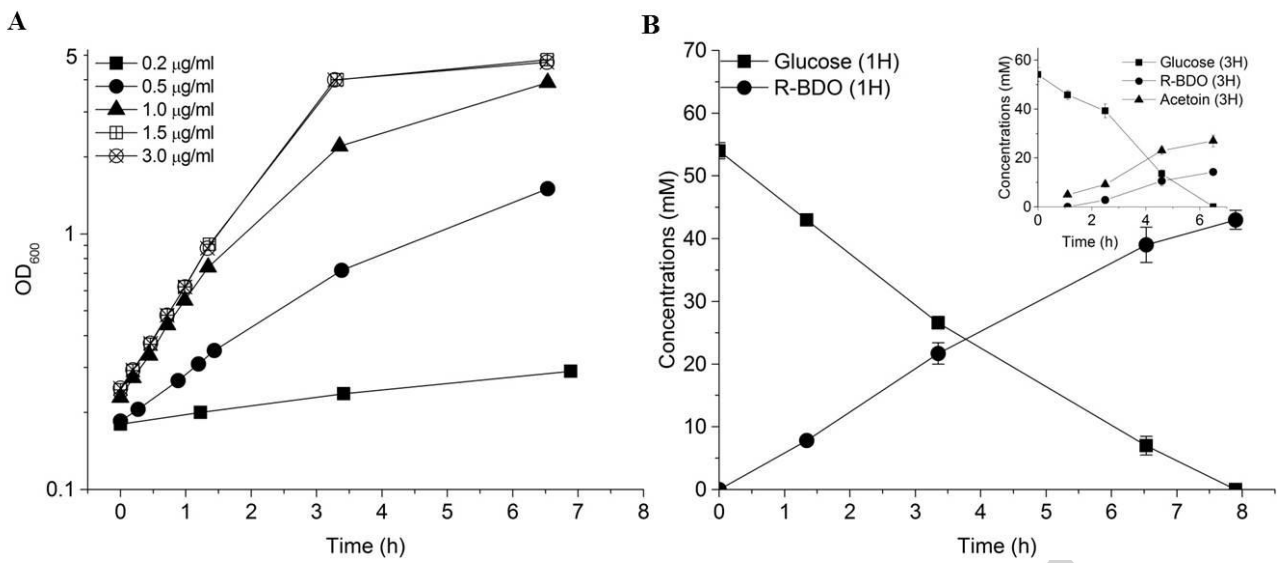 A
5
1
0.1
OD600
0.2 μg/ml
0.5 μg/ml
1.0 μg/ml
1.5 μg/ml
3.0 μg/ml
0 1 2 3 4 5 6 7 8
Time (h)
B
70
60
50
40
30
20
10
0
Concentrations (mM)
Glucose (1H)
R-BDO (1H)
0 1 2 3 4 5 6 7 8
Time (h)
60
40
20
0
Concentrations (mM)
Glucose (3H)
R-BDO (3H)
Acetoin (3H)
0 2 4 6
Time (h)